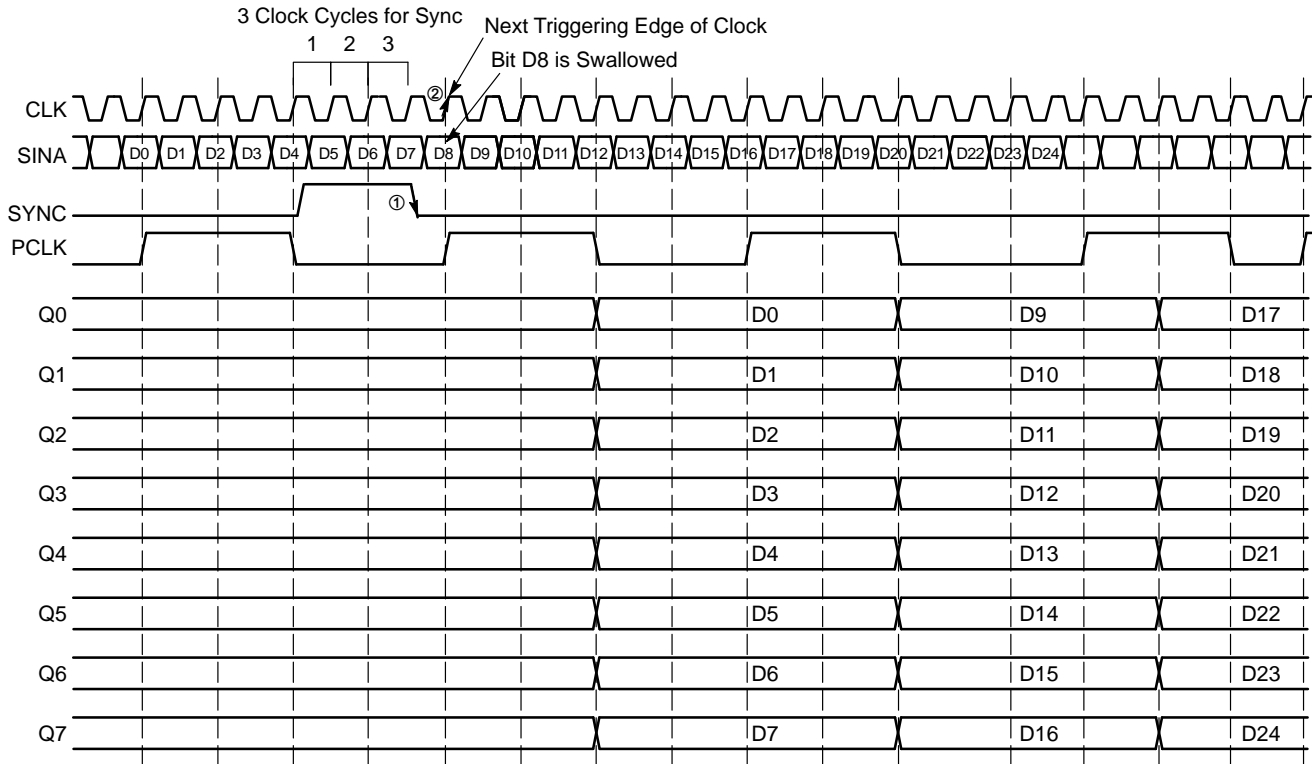 3 Clock Cycles for Sync
Next Triggering Edge of Clock
1 2 3
Bit D8 is Swallowed
CLK ②
SINA D0 D1 D2 D3 D4 D5 D6 D7 D8 D9 D10 D11 D12 D13 D14 D15 D16 D17 D18 D19 D20 D21 D22 D23 D24
SYNC ①
PCLK
Q0 D0 D9 D17
Q1 D1 D10 D18
Q2 D2 D11 D19
Q3 D3 D12 D20
Q4 D4 D13 D21
Q5 D5 D14 D22
Q6 D6 D15 D23
Q7 D7 D16 D24